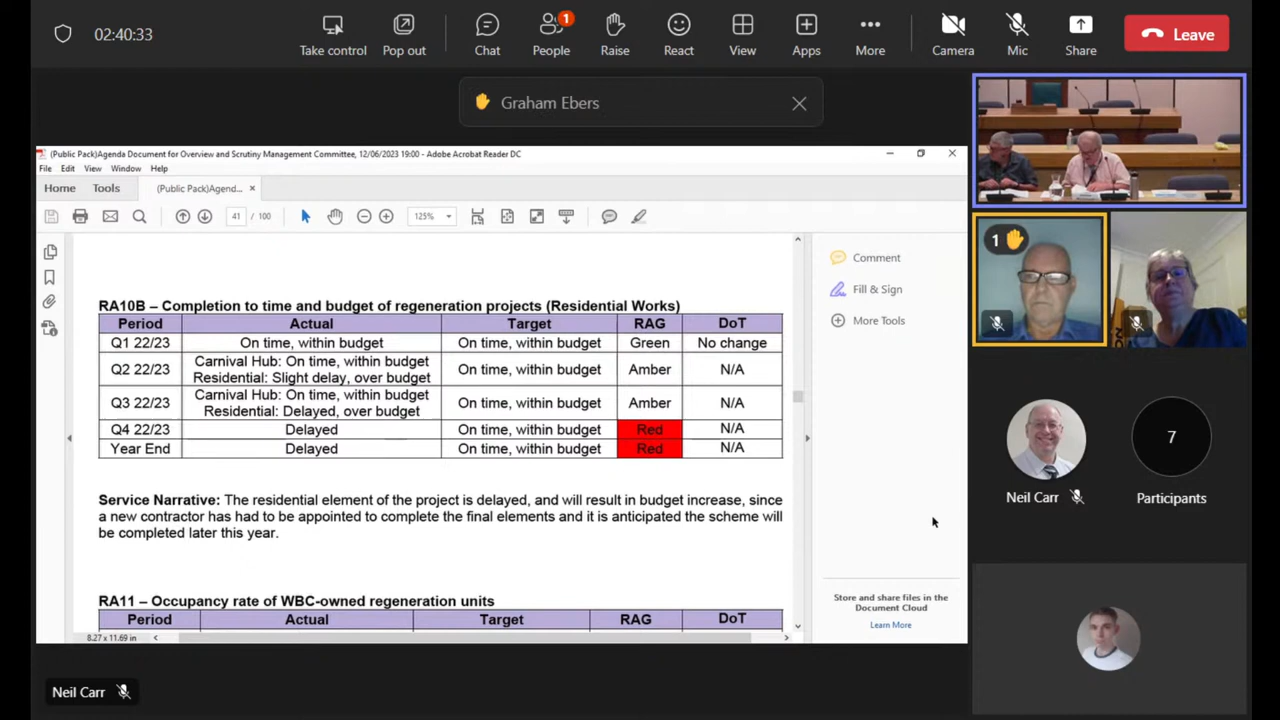 02:40:33
Take control
Pop out
Chat
1
People
Raise
React
View
Apps
More
Camera
Mic
Share
Leave
Graham Ebers
(Public Pack)Agenda Document for Overview and Scrutiny Management Committee, 12/06/2023 19:00 - Adobe Acrobat Reader DC
File Edit View Window Help
Home Tools (Public Pack)Agend... ×
41 / 100 125%
RA10B – Completion to time and budget of regeneration projects (Residential Works)
Period Actual Target RAG DoT
Q1 22/23 On time, within budget On time, within budget Green No change
Q2 22/23 Carnival Hub: On time, within budget
Residential: Slight delay, over budget On time, within budget Amber N/A
Q3 22/23 Carnival Hub: On time, within budget
Residential: Delayed, over budget On time, within budget Amber N/A
Q4 22/23 Delayed On time, within budget Red N/A
Year End Delayed On time, within budget Red N/A
Service Narrative: The residential element of the project is delayed, and will result in budget increase, since
a new contractor has had to be appointed to complete the final elements and it is anticipated the scheme will
be completed later this year.
RA11 – Occupancy rate of WBC-owned regeneration units
Period Actual Target RAG DoT
8.27 x 11.69 in
Comment
Fill & Sign
More Tools
Store and share files in the
Document Cloud
Learn More
1
Neil Carr
7
Participants
Neil Carr